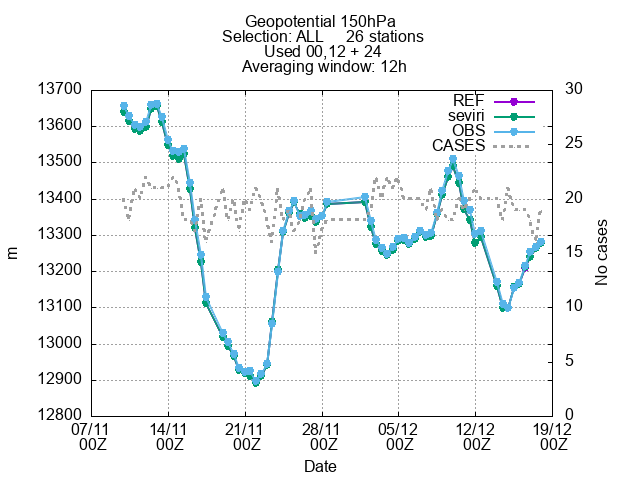 Geopotential 150hPa
Selection: ALL 26 stations
Used 00,12 + 24
Averaging window: 12h
13700
13600
13500
13400
13300
13200
13100
13000
12900
12800
m
30
25
20
15
10
5
0
No cases
REF
seviri
OBS
CASES
07/11 14/11 21/11 28/11 05/12 12/12 19/12
00Z 00Z 00Z 00Z 00Z 00Z 00Z
Date